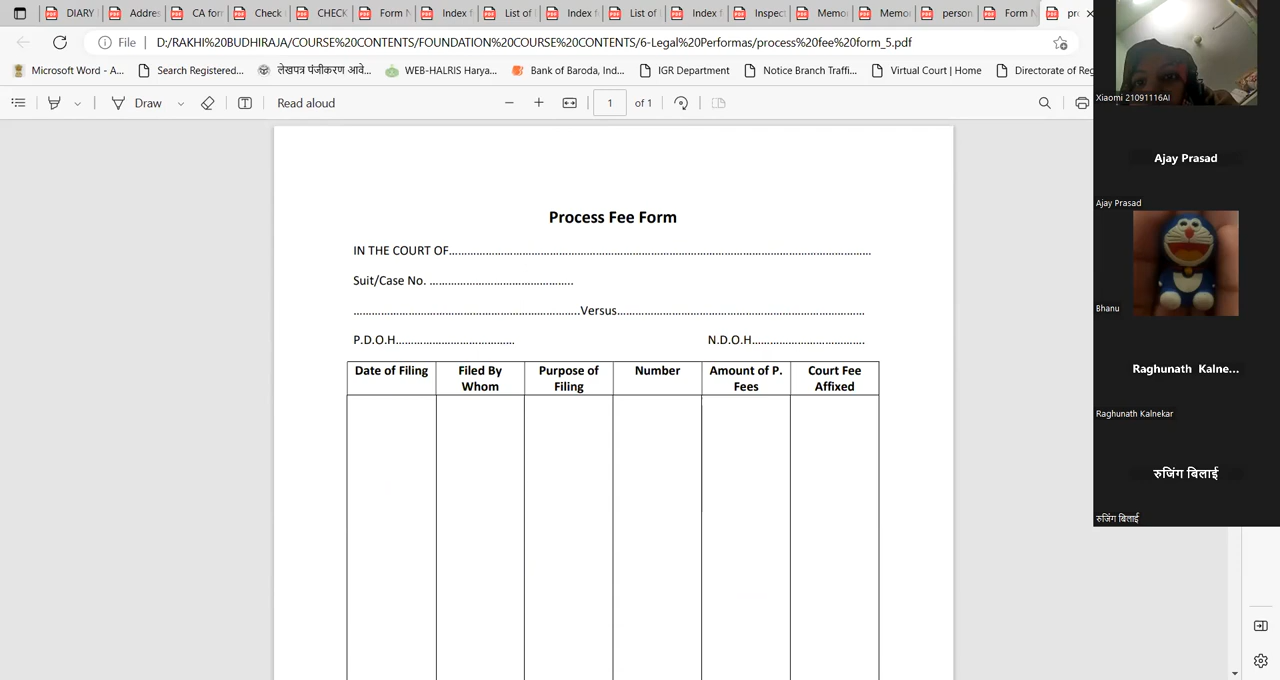 DIARY
Addres
CA form
Check
CHECK
Form N
Index f
List of
Index f
List of
Index f
Inspect
Memo
Memo
person
Form N
pro
File
D:/RAKHI%20BUDHIRAJA/COURSE%20CONTENTS/FOUNDATION%20COURSE%20CONTENTS/6-Legal%20Performas/process%20fee%20form_5.pdf
Microsoft Word - A...
Search Registered...
लेखपत्र पंजीकरण आवे...
WEB-HALRIS Harya...
Bank of Baroda, Ind...
IGR Department
Notice Branch Traffi...
Virtual Court | Home
Directorate of Reg
Draw
Read aloud
1 of 1
Process Fee Form
IN THE COURT OF........................................................................................................................................
Suit/Case No. ...............................................
...........................................................................Versus..................................................................................
P.D.O.H.......................................
N.D.O.H.....................................
Date of Filing
Filed By Whom
Purpose of Filing
Number
Amount of P. Fees
Court Fee Affixed
Xiaomi 21091116AI
Ajay Prasad
Ajay Prasad
Bhanu
Raghunath Kalne...
Raghunath Kalnekar
रुजिंग बिलाई
रुजिंग बिलाई